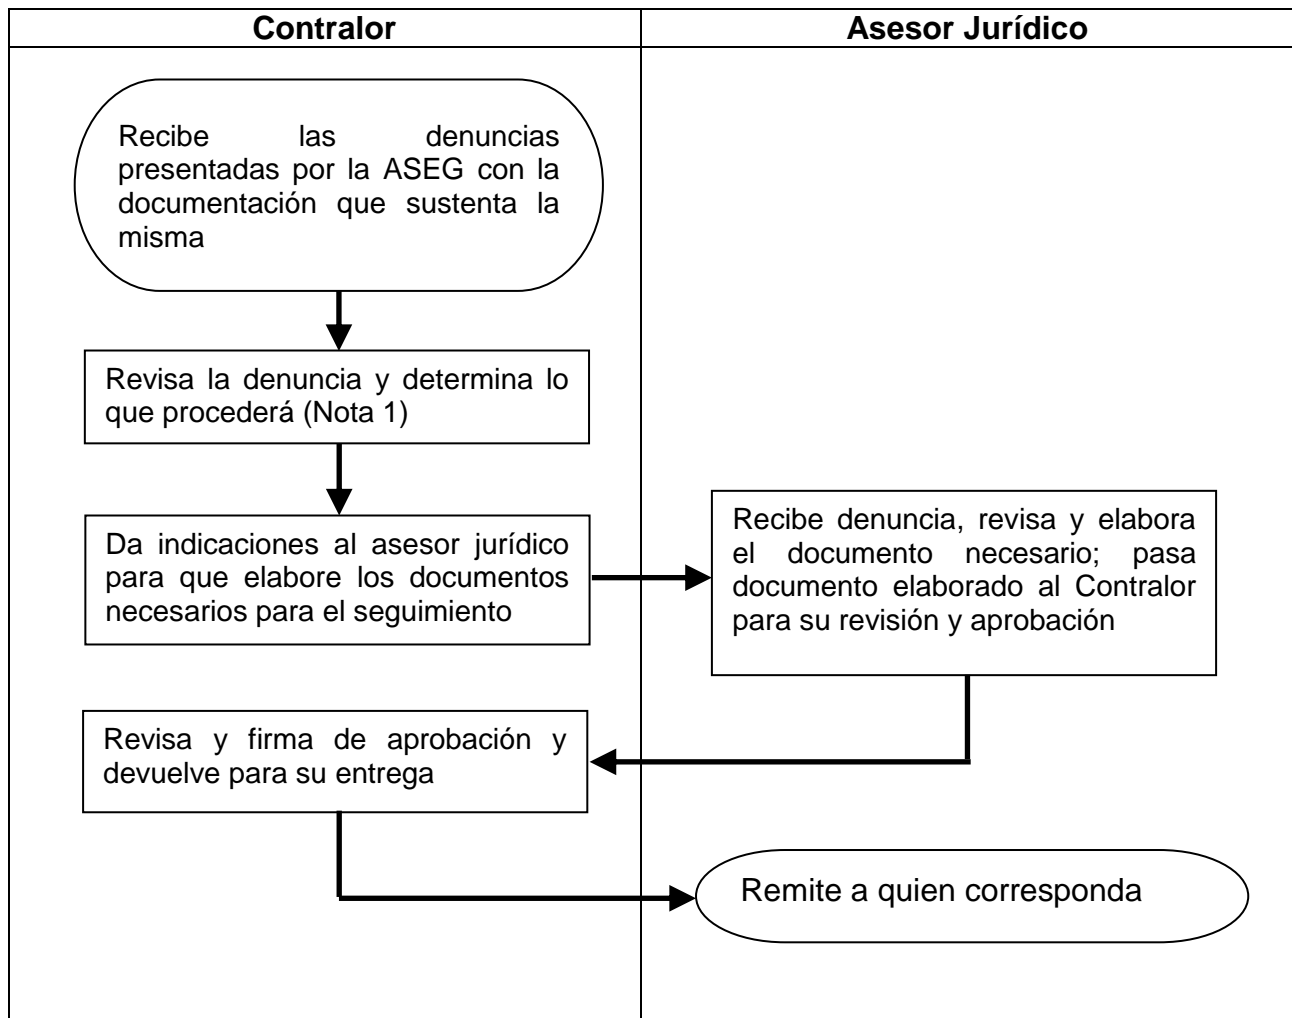 Contralor
Asesor Jurídico
Recibe las denuncias
presentadas por la ASEG con la
documentación que sustenta la
misma
Revisa la denuncia y determina lo
que procederá (Nota 1)
Da indicaciones al asesor jurídico
para que elabore los documentos
necesarios para el seguimiento
Recibe denuncia, revisa y elabora
el documento necesario; pasa
documento elaborado al Contralor
para su revisión y aprobación
Revisa y firma de aprobación y
devuelve para su entrega
Remite a quien corresponda